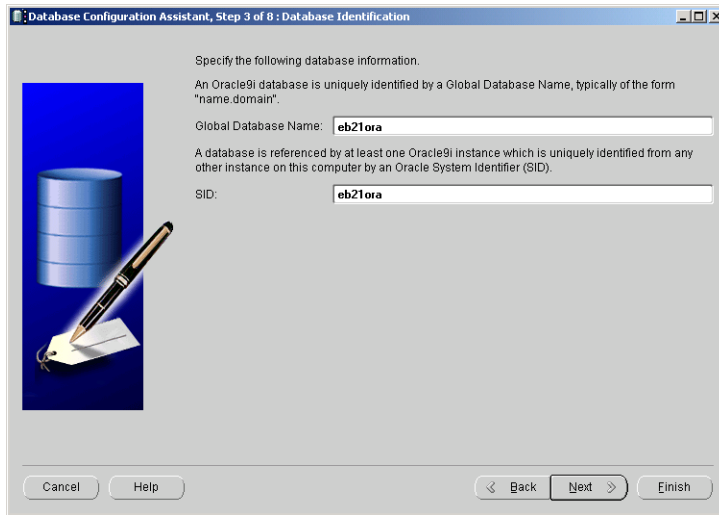 Database Configuration Assistant, Step 3 of 8 : Database Identification
Specify the following database information.
An Oracle9i database is uniquely identified by a Global Database Name, typically of the form
"name.domain".
Global Database Name: eb21ora
A database is referenced by at least one Oracle9i instance which is uniquely identified from any
other instance on this computer by an Oracle System Identifier (SID).
SID: eb21ora
Cancel Help Back Next Finish